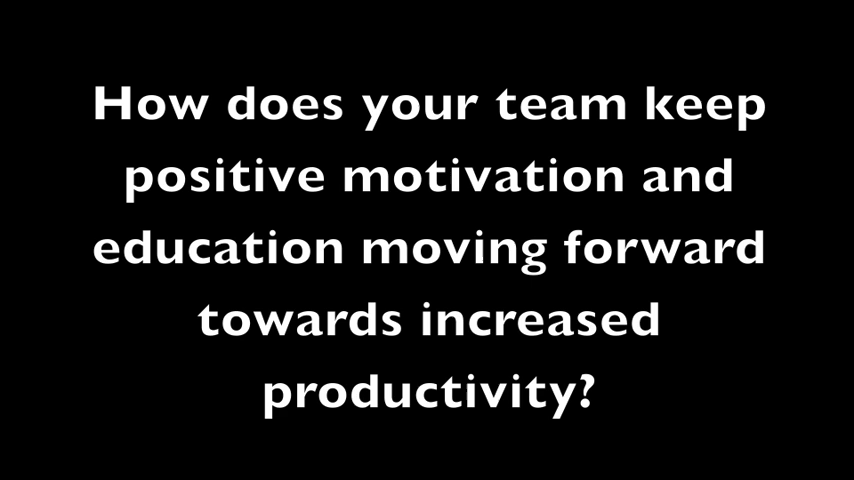 How does your team keep
positive motivation and
education moving forward
towards increased
productivity?